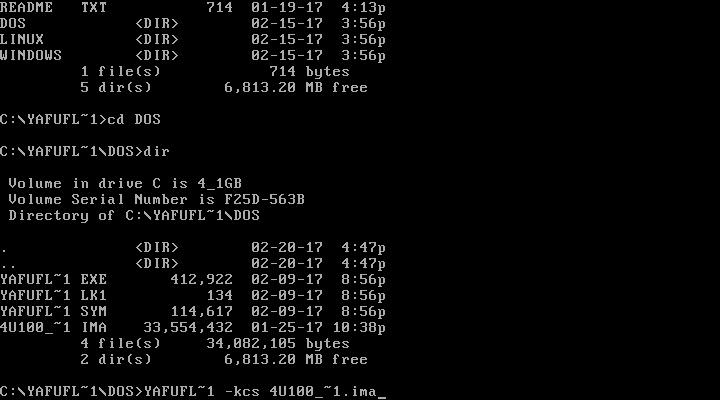 README   TXT           714  01-19-17  4:13p
DOS            <DIR>        02-15-17  3:56p
LINUX          <DIR>        02-15-17  3:56p
WINDOWS        <DIR>        02-15-17  3:56p
         1 file(s)            714 bytes
         5 dir(s)        6,813.20 MB free
C:\YAFUFL~1>cd DOS
C:\YAFUFL~1\DOS>dir
 Volume in drive C is 4_1GB
 Volume Serial Number is F25D-563B
 Directory of C:\YAFUFL~1\DOS
.              <DIR>        02-20-17  4:47p
..             <DIR>        02-20-17  4:47p
YAFUFL~1 EXE       412,922  02-09-17  8:56p
YAFUFL~1 LK1           134  02-09-17  8:56p
YAFUFL~1 SYM       114,617  02-09-17  8:56p
4U100_~1 IMA    33,554,432  01-25-17 10:38p
         4 file(s)     34,082,105 bytes
         2 dir(s)        6,813.20 MB free
C:\YAFUFL~1\DOS>YAFUFL~1 -kcs 4U100_~1.ima_